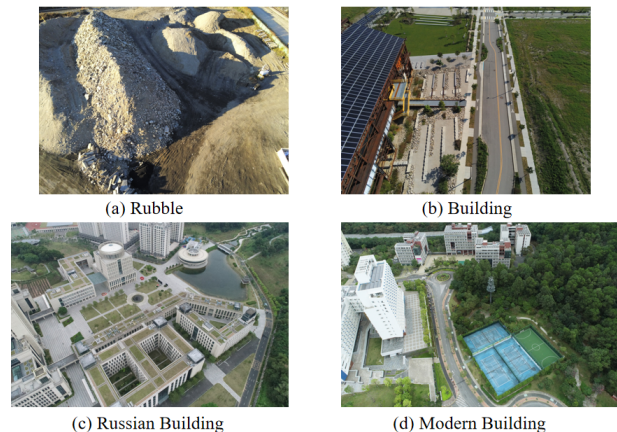 (a) Rubble
(b) Building
(c) Russian Building
(d) Modern Building